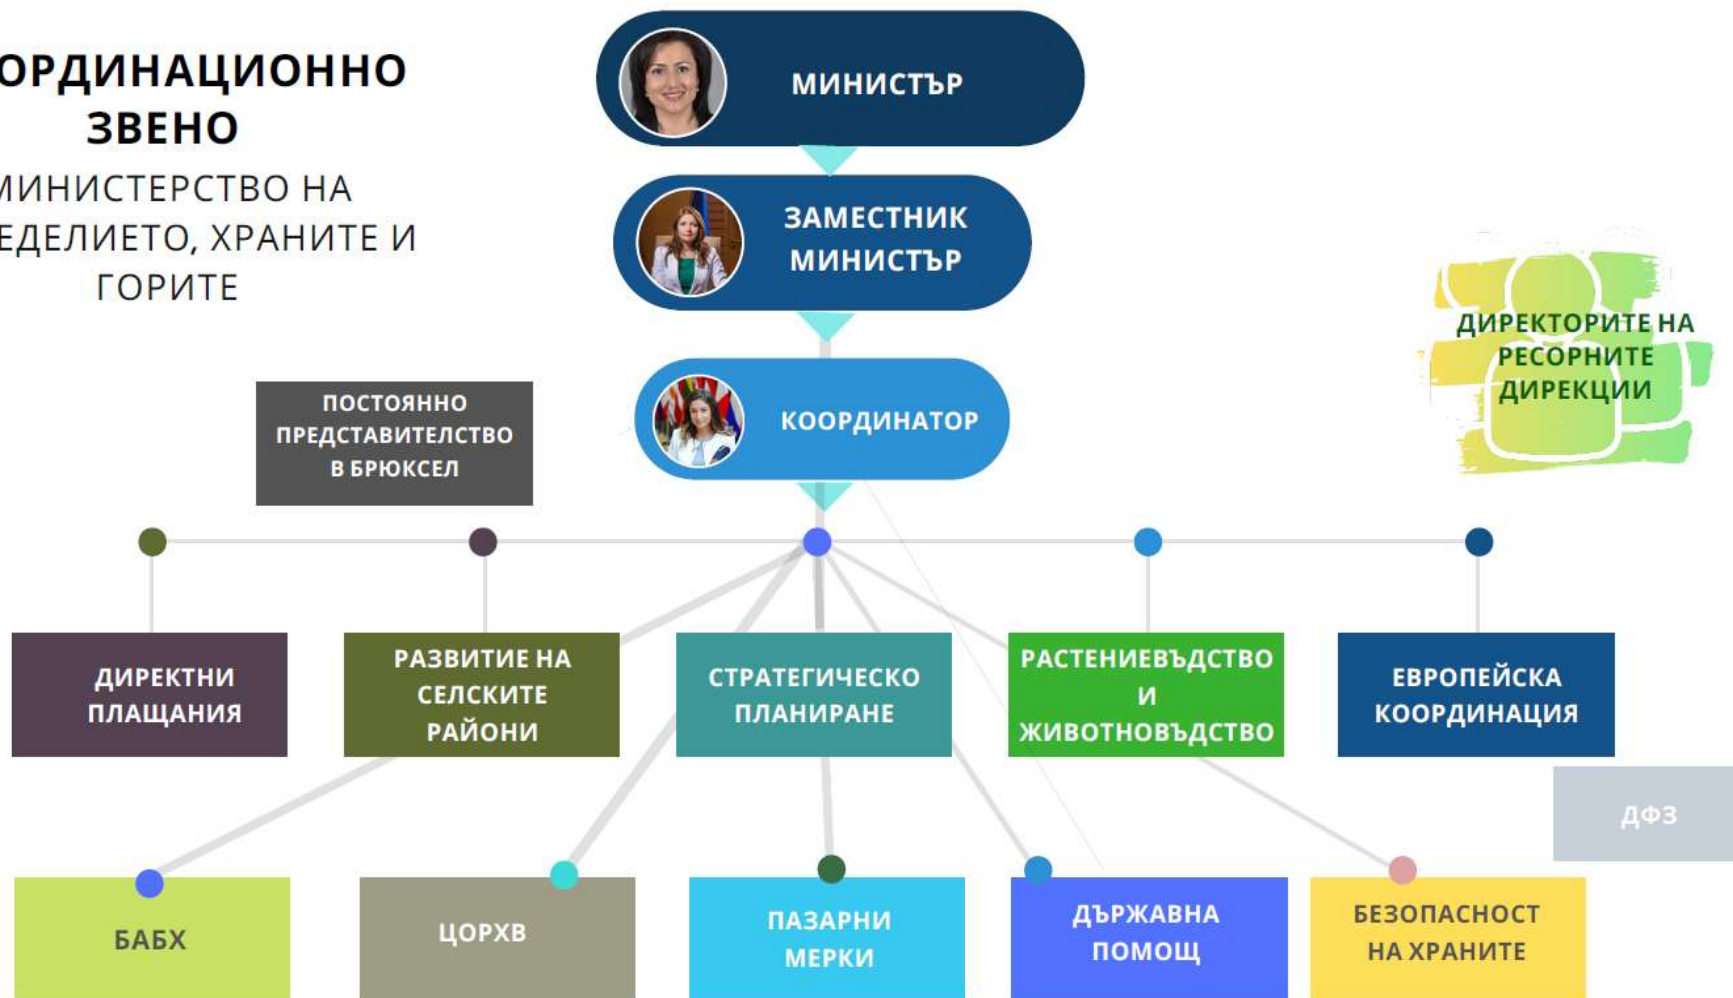 ОРДИНАЦИОННО
ЗВЕНО
МИНИСТЕРСТВО НА
ЕДЕЛИЕТО, ХРАНИТЕ И
ГОРИТЕ
МИНИСТЪР
ЗАМЕСТНИК
МИНИСТЪР
КООРДИНАТОР
ДИРЕКТОРИТЕ НА
РЕСОРНИТЕ
ДИРЕКЦИИ
ПОСТОЯННО
ПРЕДСТАВИТЕЛСТВО
В БРЮКСЕЛ
ДИРЕКТНИ
ПЛАЩАНИЯ
РАЗВИТИЕ НА
СЕЛСКИТЕ
РАЙОНИ
СТРАТЕГИЧЕСКО
ПЛАНИРАНЕ
РАСТЕНИЕВЪДСТВО
И
ЖИВОТНОВЪДСТВО
ЕВРОПЕЙСКА
КООРДИНАЦИЯ
ДФЗ
БАБХ
ЦОРХВ
ПАЗАРНИ
МЕРКИ
ДЪРЖАВНА
ПОМОЩ
БЕЗОПАСНОСТ
НА ХРАНИТЕ